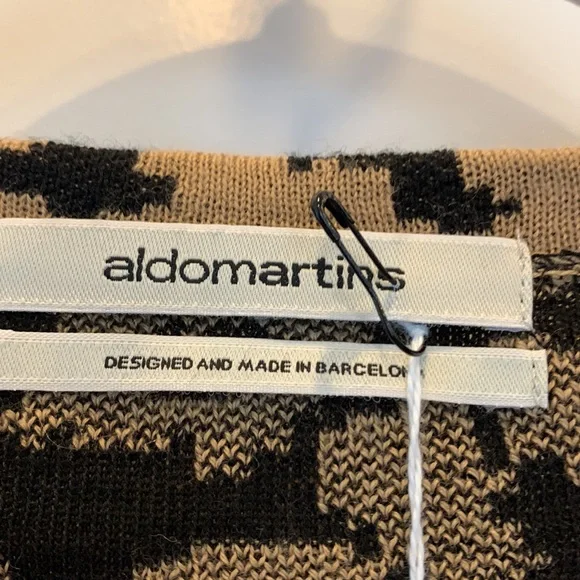 aldomartins
DESIGNED AND MADE IN BARCELON